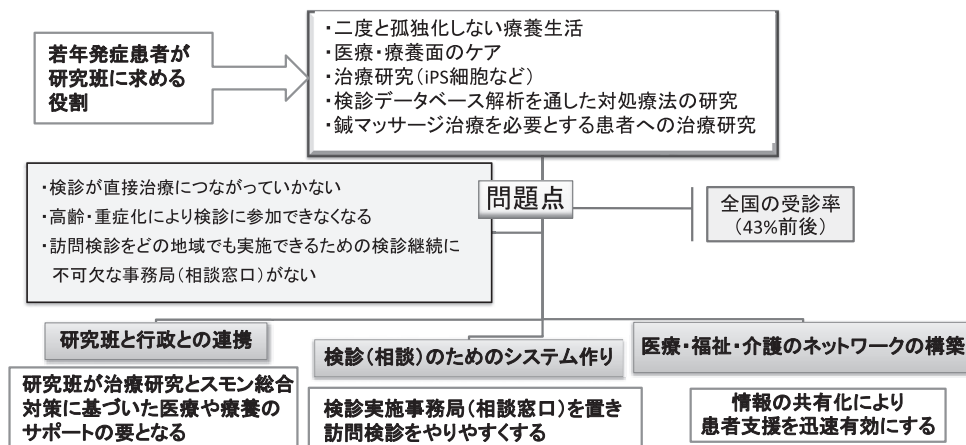 若年発症患者が
研究班に求める
役割
・二度と孤独化しない療養生活
・医療・療養面のケア
・治療研究(iPS細胞など)
・検診データベース解析を通した対処療法の研究
・鍼マッサージ治療を必要とする患者への治療研究
・検診が直接治療につながっていかない
・高齢・重症化により検診に参加できなくなる
・訪問検診をどの地域でも実施できるための検診継続に
不可欠な事務局(相談窓口)がない
問題点
全国の受診率
(43%前後)
研究班と行政との連携
研究班が治療研究とスモン総合
対策に基づいた医療や療養の
サポートの要となる
検診(相談)のためのシステム作り
検診実施事務局(相談窓口)を置き
訪問検診をやりやすくする
医療・福祉・介護のネットワークの構築
情報の共有化により
患者支援を迅速有効にする